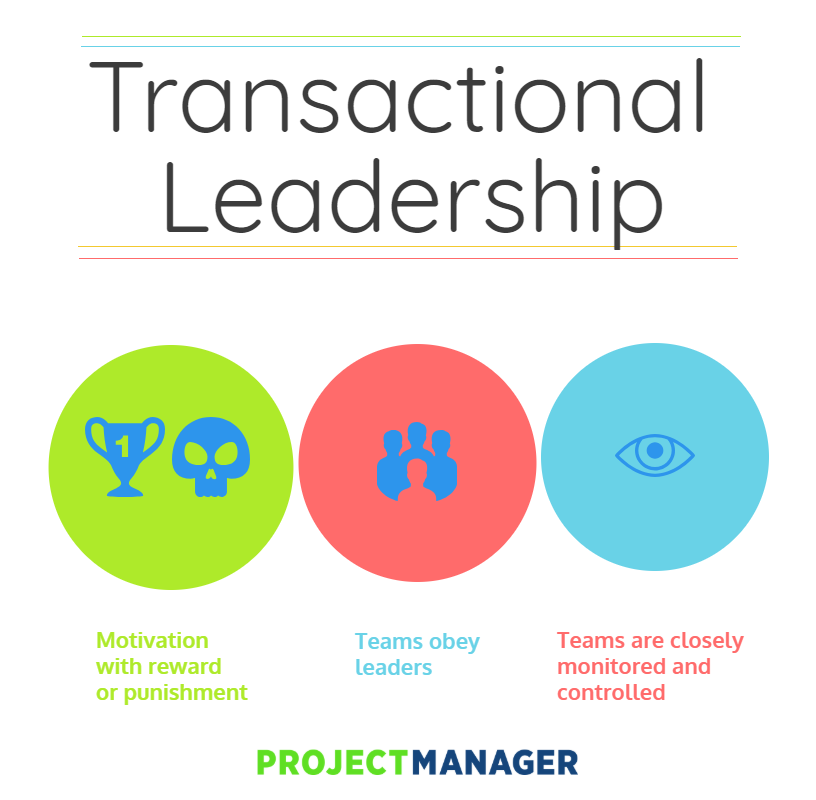 Transactional
Leadership
1
Motivation
with reward
or punishment
Teams obey
leaders
Teams are closely
monitored and
controlled
PROJECTMANAGER